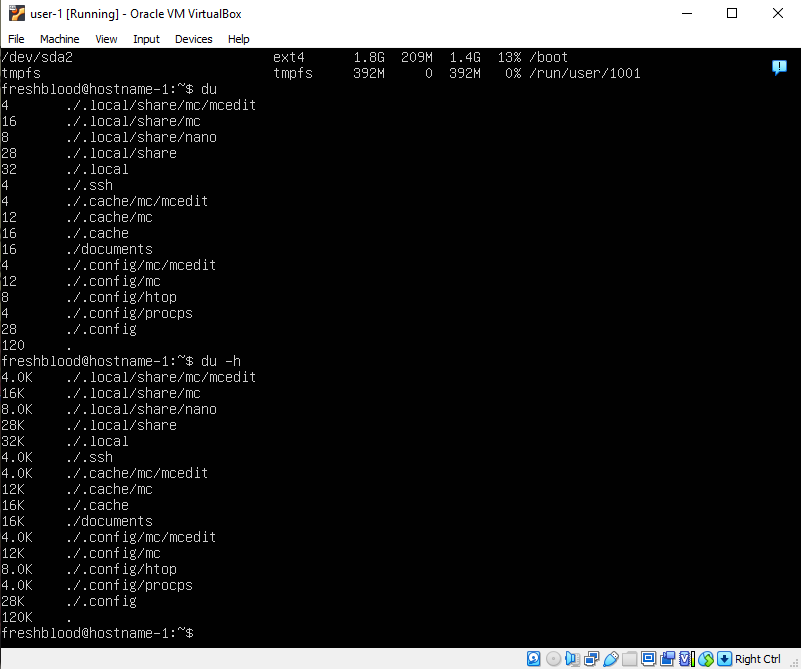 user-1 [Running] - Oracle VM VirtualBox
File Machine View Input Devices Help
/dev/sda2 ext4 1.8G 209M 1.4G 13% /boot
tmpfs tmpfs 392M 0 392M 0% /run/user/1001
freshblood@hostname-1:~$ du
4 ./.local/share/mc/mcedit
16 ./.local/share/mc
8 ./.local/share/nano
28 ./.local/share
32 ./.local
4 ./.ssh
4 ./.cache/mc/mcedit
12 ./.cache/mc
16 ./.cache
16 ./documents
4 ./.config/mc/mcedit
12 ./.config/mc
8 ./.config/htop
4 ./.config/procps
28 ./.config
120 .
freshblood@hostname-1:~$ du -h
4.0K ./.local/share/mc/mcedit
16K ./.local/share/mc
8.0K ./.local/share/nano
28K ./.local/share
32K ./.local
4.0K ./.ssh
4.0K ./.cache/mc/mcedit
12K ./.cache/mc
16K ./.cache
16K ./documents
4.0K ./.config/mc/mcedit
12K ./.config/mc
8.0K ./.config/htop
4.0K ./.config/procps
28K ./.config
120K .
freshblood@hostname-1:~$
Right Ctrl